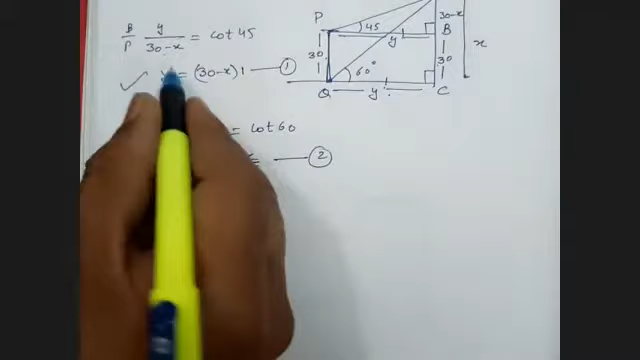 B/P y/30-x = cot 45
y = (30-x) 1 — ①
= cot 60
= — ②
P
45
30-x
y
B
30
30
x
60°
Q
y
C